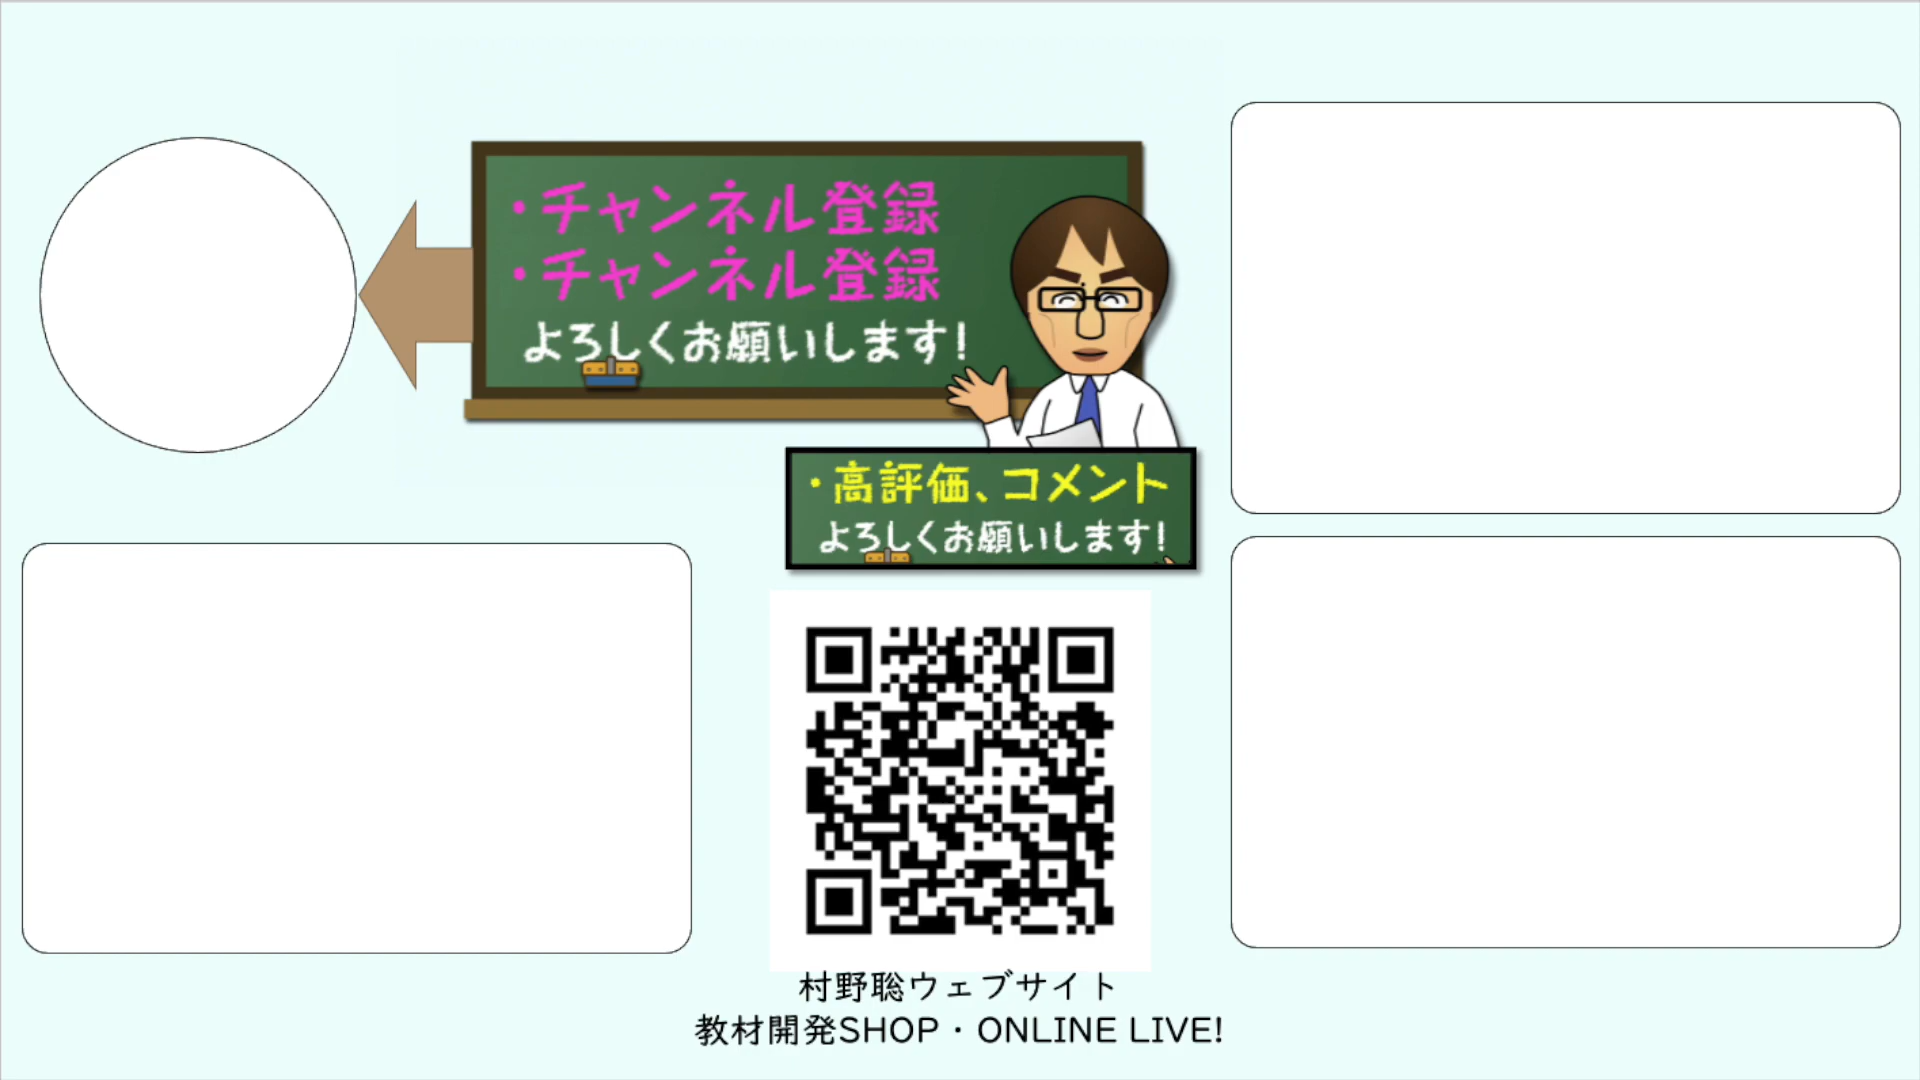 ・チャンネル登録
・チャンネル登録
よろしくお願いします!
・高評価、コメント
よろしくお願いします!
村野聡ウェブサイト
教材開発SHOP・ONLINE LIVE!